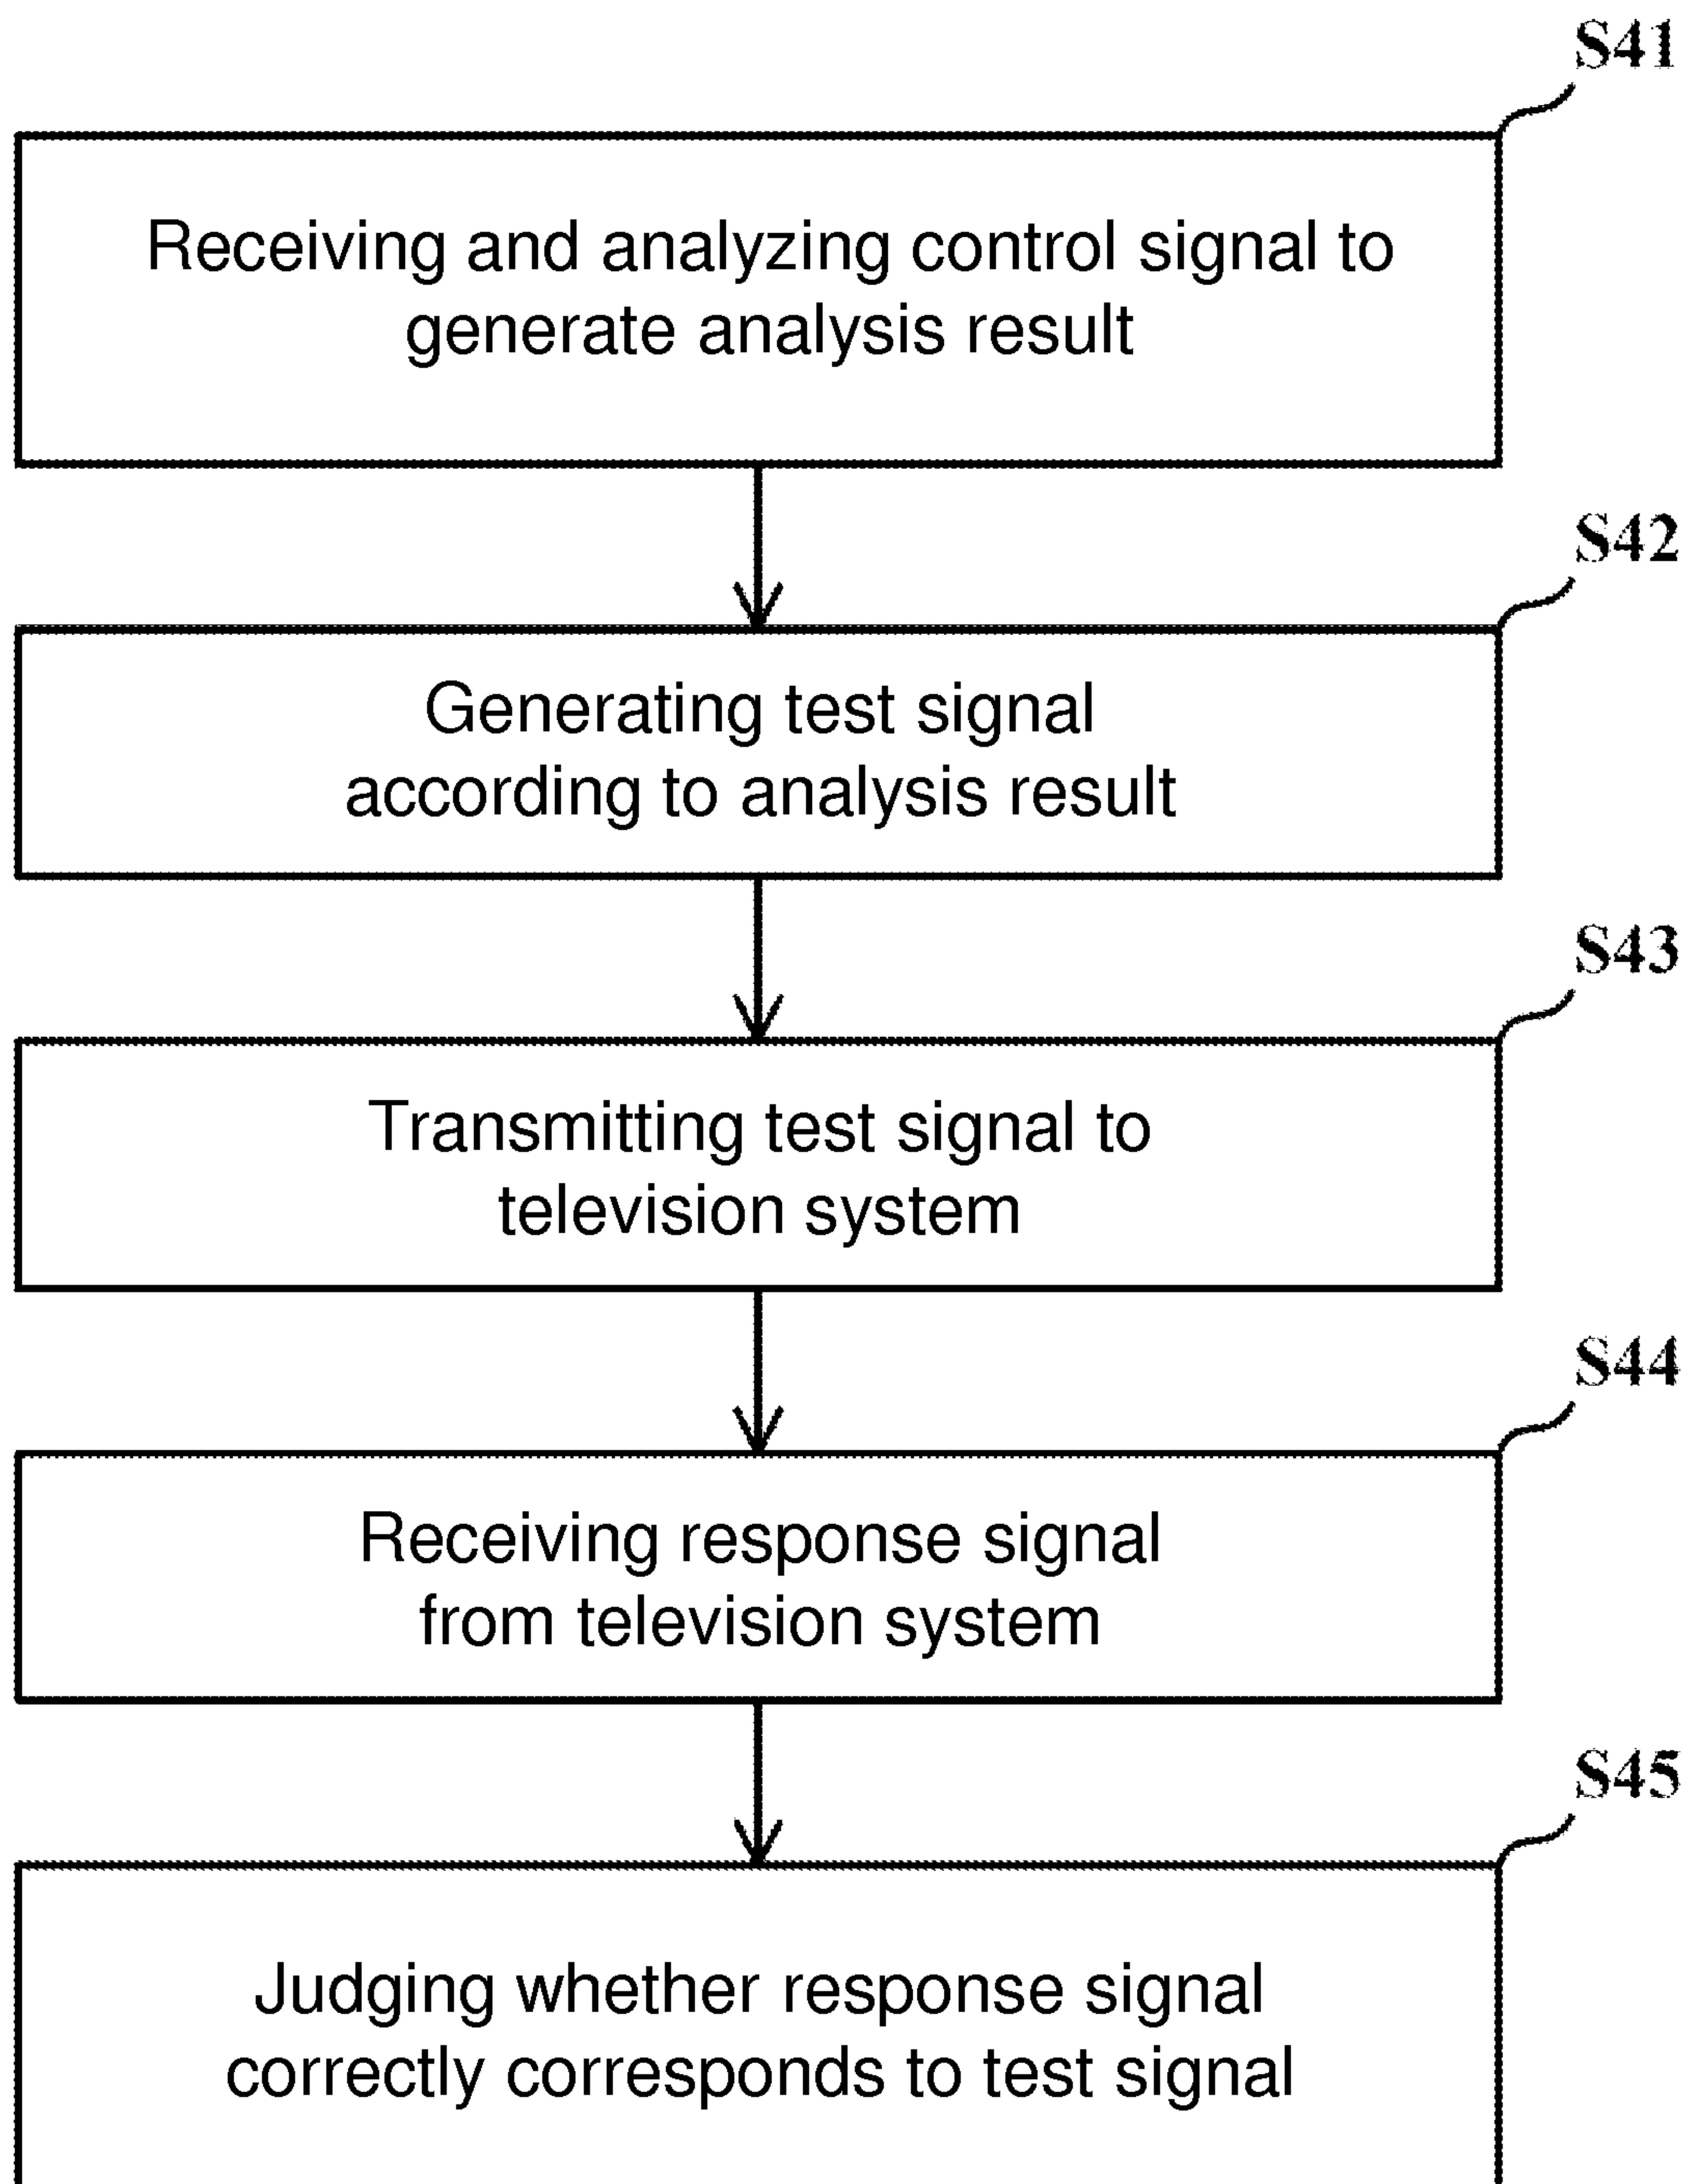 S41
Receiving and analyzing control signal to
generate analysis result
S42
Generating test signal
according to analysis result
S43
Transmitting test signal to
television system
S44
Receiving response signal
from television system
S45
Judging whether response signal
correctly corresponds to test signal